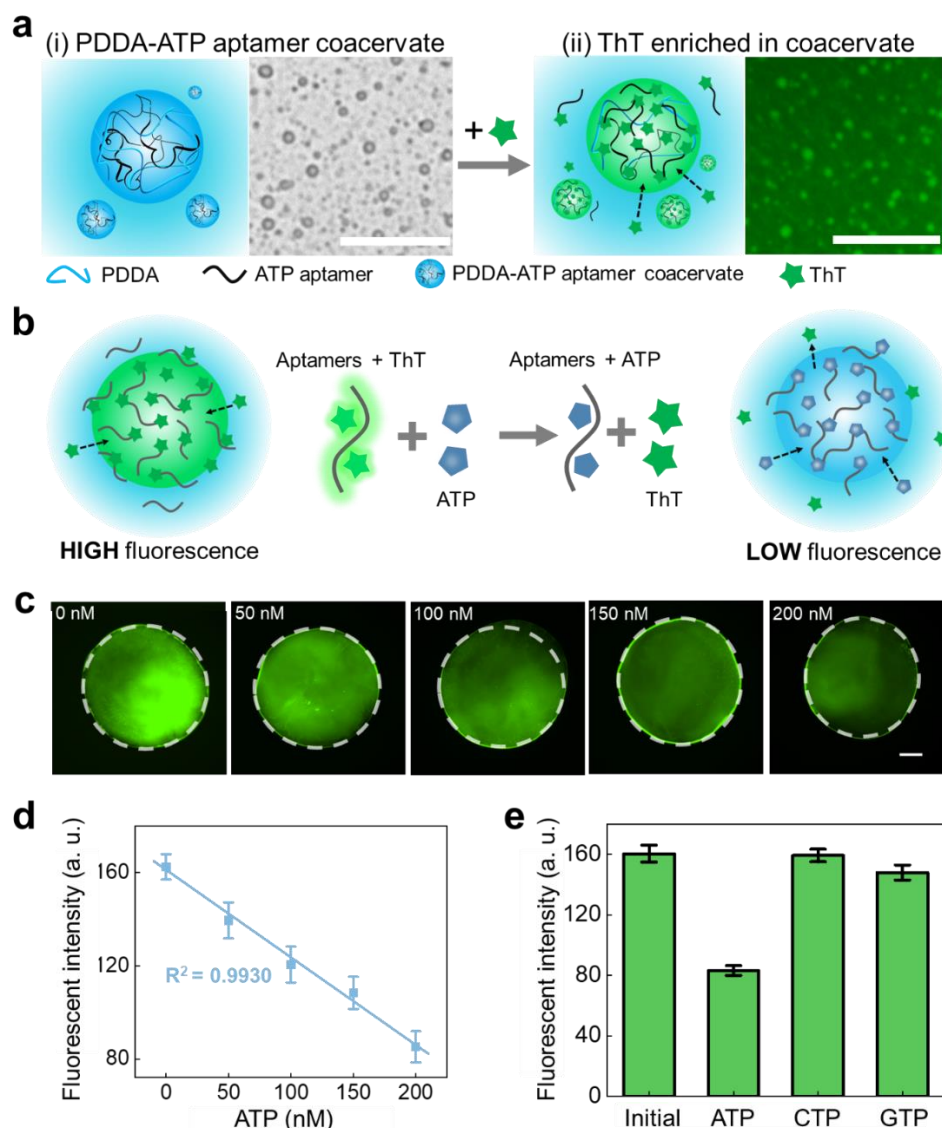 a
(i) PDDA-ATP aptamer coacervate
(ii) ThT enriched in coacervate
+
PDDA
ATP aptamer
PDDA-ATP aptamer coacervate
ThT
b
Aptamers + ThT
Aptamers + ATP
+
+
ATP
ThT
HIGH fluorescence
LOW fluorescence
c
0 nM
50 nM
100 nM
150 nM
200 nM
d
Fluorescent intensity (a. u.)
160
120
80
R² = 0.9930
0 50 100 150 200
ATP (nM)
e
Fluorescent intensity (a. u.)
160
120
80
40
0
Initial ATP CTP GTP